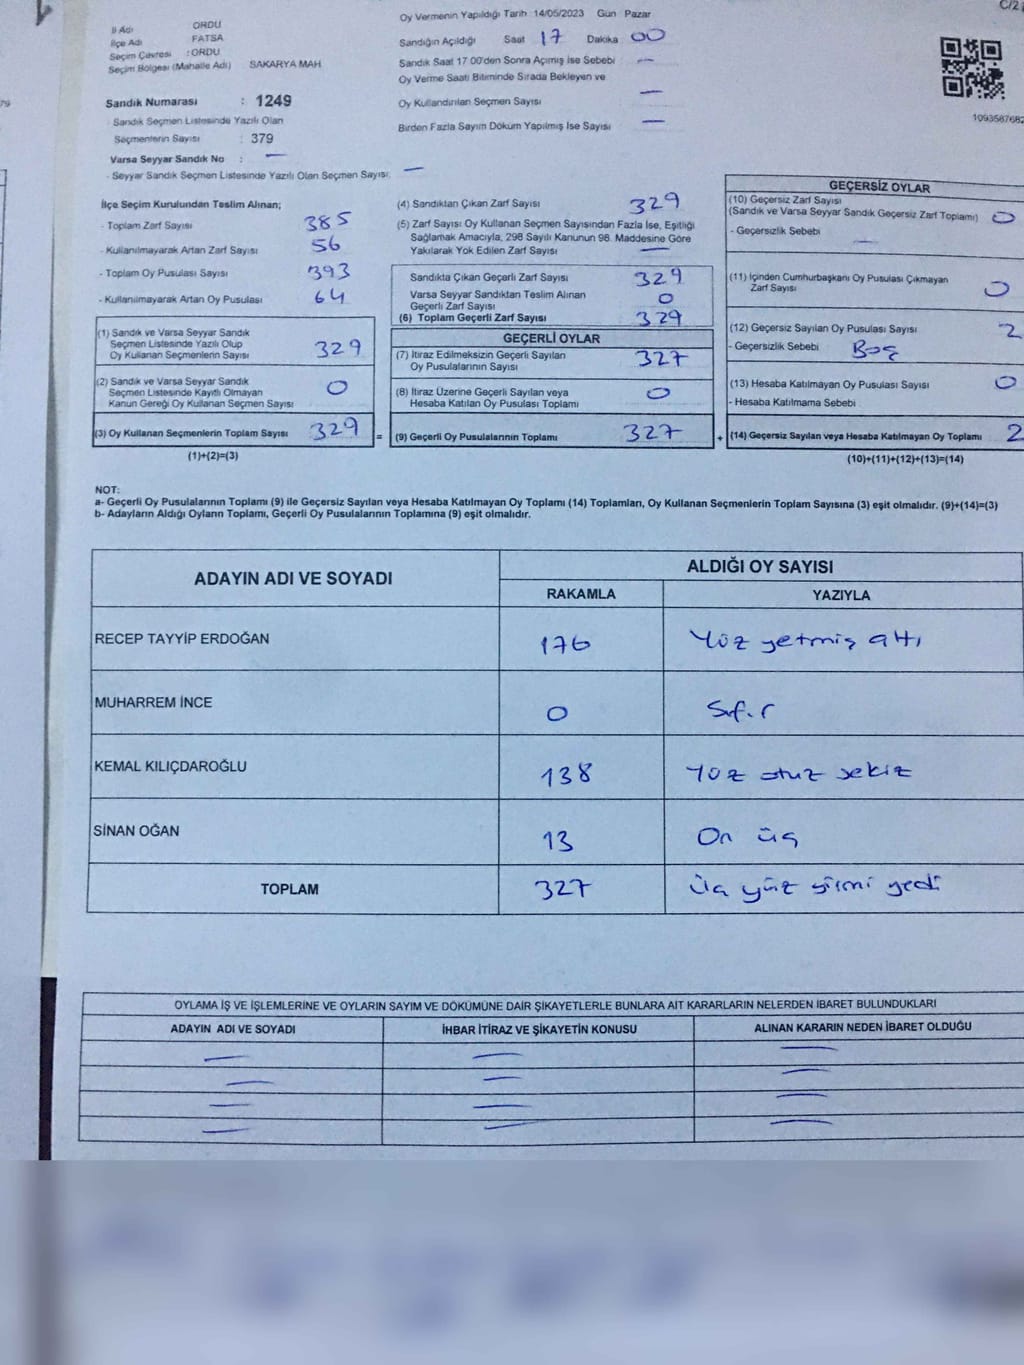 C/2
İl Adı ORDU
İlçe Adı FATSA
Seçim Çevresi : ORDU
Seçim Bölgesi (Mahalle Adı) SAKARYA MAH
Sandık Numarası : 1249
Sandık Seçmen Listesinde Yazılı Olan
Seçmenlerin Sayısı : 379
Varsa Seyyar Sandık No : —
- Seyyar Sandık Seçmen Listesinde Yazılı Olan Seçmen Sayısı: —
Oy Vermenin Yapıldığı Tarih 14/05/2023 Gün Pazar
Sandığın Açıldığı Saat 17 Dakika 00
Sandık Saat 17 00'den Sonra Açımış İse Sebebi —
Oy Verme Saati Bitiminde Sırada Bekleyen ve
Oy Kullandırılan Seçmen Sayısı —
Birden Fazla Sayım Döküm Yapılmış İse Sayısı —
79
İlçe Seçim Kurulundan Teslim Alınan;
- Toplam Zarf Sayısı 385
- Kullanılmayarak Artan Zarf Sayısı 56
- Toplam Oy Pusulası Sayısı 393
- Kullanılmayarak Artan Oy Pusulası 64
(1) Sandık ve Varsa Seyyar Sandık
Seçmen Listesinde Yazılı Olup
Oy Kullanan Seçmenlerin Sayısı 329
(2) Sandık ve Varsa Seyyar Sandık
Seçmen Listesinde Kayıtlı Olmayan
Kanun Gereği Oy Kullanan Seçmen Sayısı 0
(3) Oy Kullanan Seçmenlerin Toplam Sayısı 329 =
(1)+(2)=(3)
(4) Sandıktan Çıkan Zarf Sayısı 329
(5) Zarf Sayısı Oy Kullanan Seçmen Sayısından Fazla İse, Eşitliği
Sağlamak Amacıyla, 298 Sayılı Kanunun 98. Maddesine Göre
Yakılarak Yok Edilen Zarf Sayısı —
Sandıkta Çıkan Geçerli Zarf Sayısı 329
Varsa Seyyar Sandıktan Teslim Alınan
Geçerli Zarf Sayısı 0
(6) Toplam Geçerli Zarf Sayısı 329
GEÇERLİ OYLAR
(7) İtiraz Edilmeksizin Geçerli Sayılan
Oy Pusulalarının Sayısı 327
(8) İtiraz Üzerine Geçerli Sayılan veya
Hesaba Katılan Oy Pusulası Toplamı 0
(9) Geçerli Oy Pusulalarının Toplamı 327 +
GEÇERSİZ OYLAR
(10) Geçersiz Zarf Sayısı
(Sandık ve Varsa Seyyar Sandık Geçersiz Zarf Toplamı) 0
- Geçersizlik Sebebi —
(11) İçinden Cumhurbaşkanı Oy Pusulası Çıkmayan
Zarf Sayısı 0
(12) Geçersiz Sayılan Oy Pusulası Sayısı 2
- Geçersizlik Sebebi Boş
(13) Hesaba Katılmayan Oy Pusulası Sayısı 0
- Hesaba Katılmama Sebebi
(14) Geçersiz Sayılan veya Hesaba Katılmayan Oy Toplamı 2
(10)+(11)+(12)+(13)=(14)
NOT:
a- Geçerli Oy Pusulalarının Toplamı (9) ile Geçersiz Sayılan veya Hesaba Katılmayan Oy Toplamı (14) Toplamları, Oy Kullanan Seçmenlerin Toplam Sayısına (3) eşit olmalıdır. (9)+(14)=(3)
b- Adayların Aldığı Oyların Toplamı, Geçerli Oy Pusulalarının Toplamına (9) eşit olmalıdır.
ADAYIN ADI VE SOYADI ALDIĞI OY SAYISI
RAKAMLA YAZIYLA
RECEP TAYYİP ERDOĞAN 176 Yüz yetmiş altı
MUHARREM İNCE 0 Sıfır
KEMAL KILIÇDAROĞLU 138 Yüz otuz sekiz
SİNAN OĞAN 13 On üç
TOPLAM 327 Üç yüz yirmi yedi
OYLAMA İŞ VE İŞLEMLERİNE VE OYLARIN SAYIM VE DÖKÜMÜNE DAİR ŞİKAYETLERLE BUNLARA AİT KARARLARIN NELERDEN İBARET BULUNDUKLARI
ADAYIN ADI VE SOYADI İHBAR İTİRAZ VE ŞİKAYETİN KONUSU ALINAN KARARIN NEDEN İBARET OLDUĞU
— — —
— — —
— — —
— — —